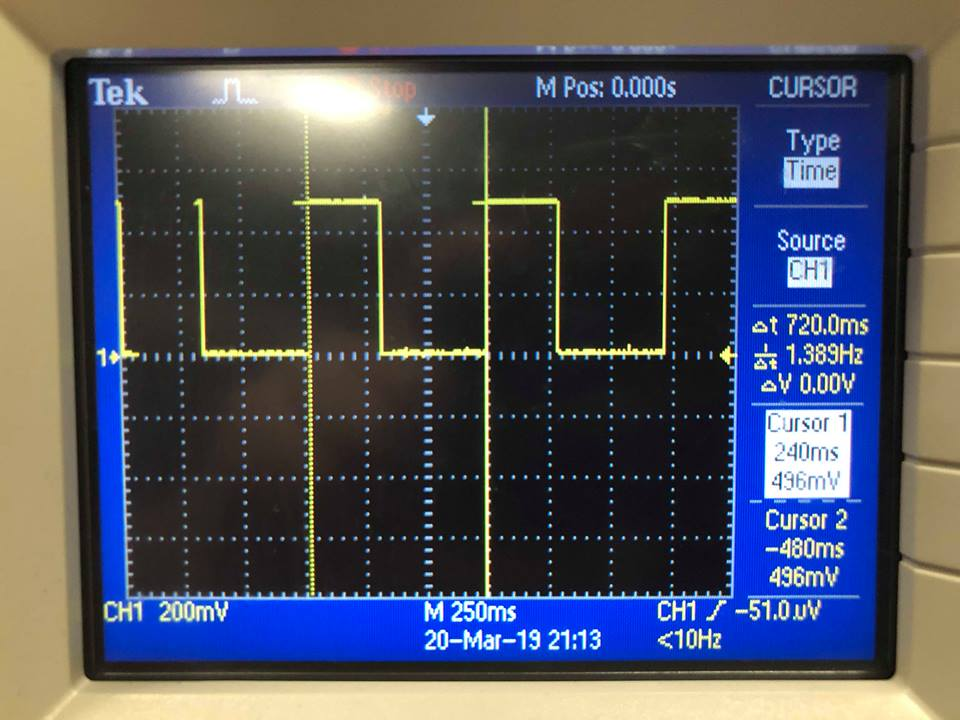 Tek Stop M Pos: 0.000s CURSOR
Type
Time
Source
CH1
Δt 720.0ms
1/Δt 1.389Hz
ΔV 0.00V
Cursor 1
240ms
496mV
Cursor 2
-480ms
496mV
1
CH1 200mV M 250ms CH1 -51.0uV
20-Mar-19 21:13 <10Hz